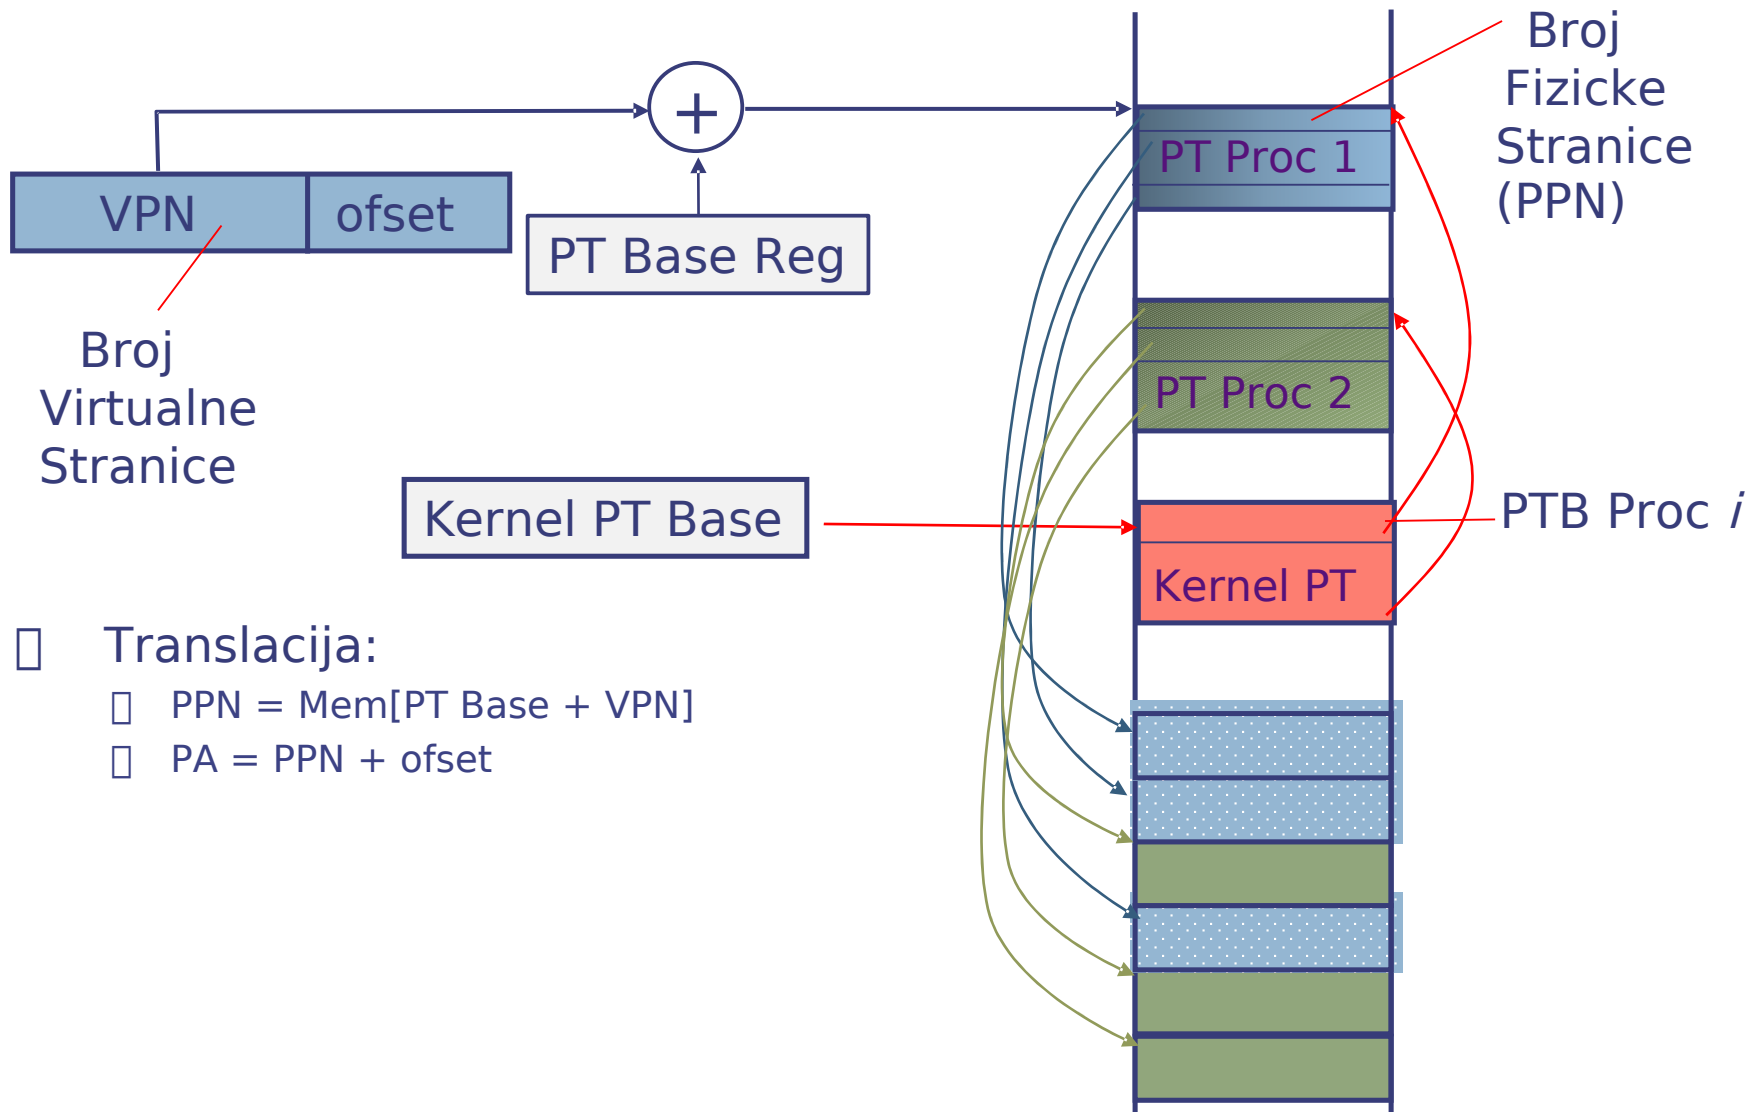 Broj
Fizicke
Stranice
(PPN)
+
PT Proc 1
VPN
ofset
PT Base Reg
Broj
Virtualne
Stranice
PT Proc 2
Kernel PT Base
PTB Proc i
Kernel PT
Translacija:
PPN = Mem[PT Base + VPN]
PA = PPN + ofset